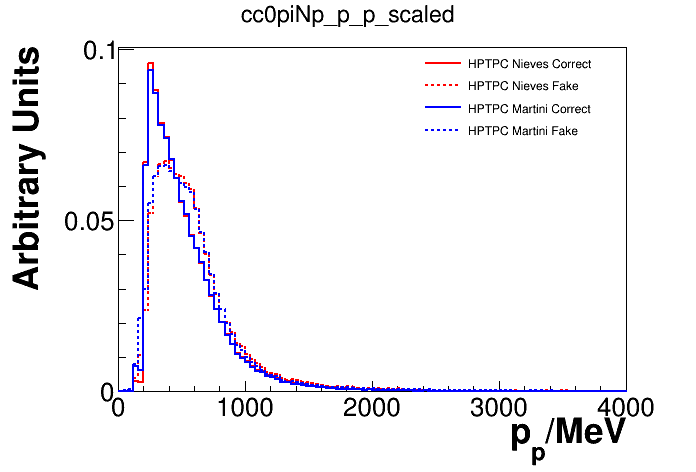 cc0piNp_p_p_scaled
Arbitrary Units
0.1
0.05
0
HPTPC Nieves Correct
HPTPC Nieves Fake
HPTPC Martini Correct
HPTPC Martini Fake
0 1000 2000 3000 4000
p_p/MeV